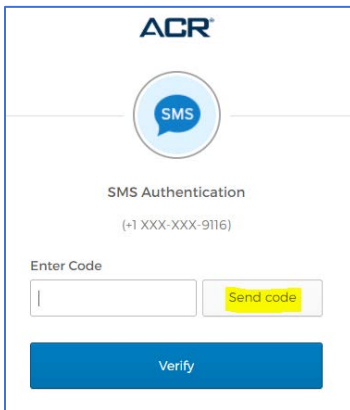 ACR®
SMS
SMS Authentication
(+1 XXX-XXX-9116)
Enter Code
Send code
Verify